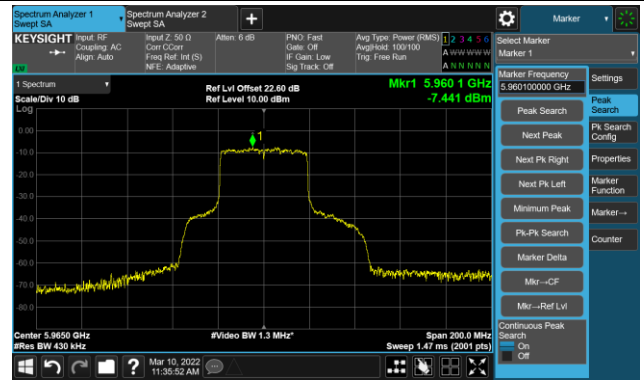 Spectrum Analyzer 1
Swept SA
Spectrum Analyzer 2
Swept SA
+
Marker
KEYSIGHT
Input: RF
Coupling: AC
Align: Auto
Input Z: 50 Ω
Corr CCorr
Freq Ref: Int (S)
NFE: Adaptive
Atten: 6 dB
PNO: Fast
Gate: Off
IF Gain: Low
Sig Track: Off
Avg Type: Power (RMS)
Avg|Hold: 100/100
Trig: Free Run
1 2 3 4 5 6
A W W W W W
A N N N N N
LXI
Select Marker
Marker 1
1 Spectrum
Scale/Div 10 dB
Log
Ref Lvl Offset 22.60 dB
Ref Level 10.00 dBm
Mkr1 5.960 1 GHz
-7.441 dBm
0.00
-10.0
-20.0
-30.0
-40.0
-50.0
-60.0
-70.0
-80.0
1
Center 5.9650 GHz
#Res BW 430 kHz
#Video BW 1.3 MHz*
Span 200.0 MHz
Sweep 1.47 ms (2001 pts)
Marker Frequency
5.960100000 GHz
Peak Search
Next Peak
Next Pk Right
Next Pk Left
Minimum Peak
Pk-Pk Search
Marker Delta
Mkr→CF
Mkr→Ref Lvl
Continuous Peak
Search
On
Off
Settings
Peak
Search
Pk Search
Config
Properties
Marker
Function
Marker→
Counter
?
Mar 10, 2022
11:35:52 AM